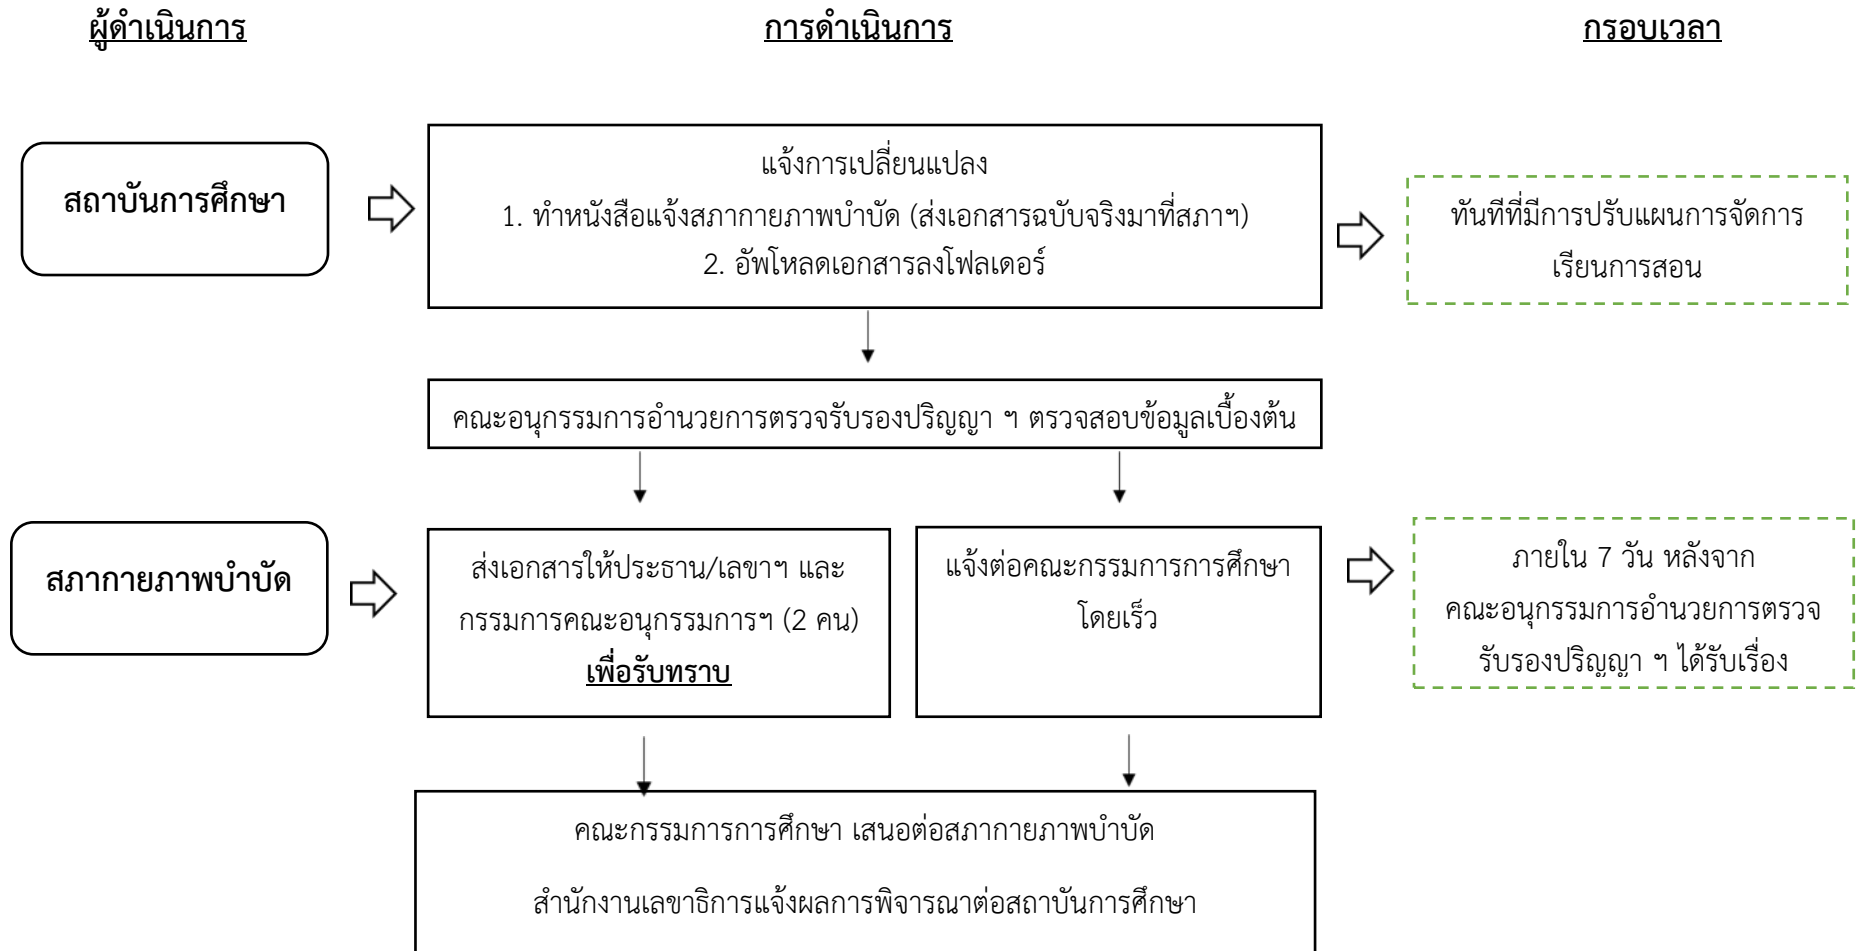 ผู้ดำเนินการ
การดำเนินการ
กรอบเวลา
สถาบันการศึกษา
แจ้งการเปลี่ยนแปลง
1. ทำหนังสือแจ้งสภากายภาพบำบัด (ส่งเอกสารฉบับจริงมาที่สภาฯ)
2. อัพโหลดเอกสารลงโฟลเดอร์
ทันทีที่มีการปรับแผนการจัดการ
เรียนการสอน
คณะอนุกรรมการอำนวยการตรวจรับรองปริญญา ฯ ตรวจสอบข้อมูลเบื้องต้น
สภากายภาพบำบัด
ส่งเอกสารให้ประธาน/เลขาฯ และ
กรรมการคณะอนุกรรมการฯ (2 คน)
เพื่อรับทราบ
แจ้งต่อคณะกรรมการการศึกษา
โดยเร็ว
ภายใน 7 วัน หลังจาก
คณะอนุกรรมการอำนวยการตรวจ
รับรองปริญญา ฯ ได้รับเรื่อง
คณะกรรมการการศึกษา เสนอต่อสภากายภาพบำบัด
สำนักงานเลขาธิการแจ้งผลการพิจารณาต่อสถาบันการศึกษา